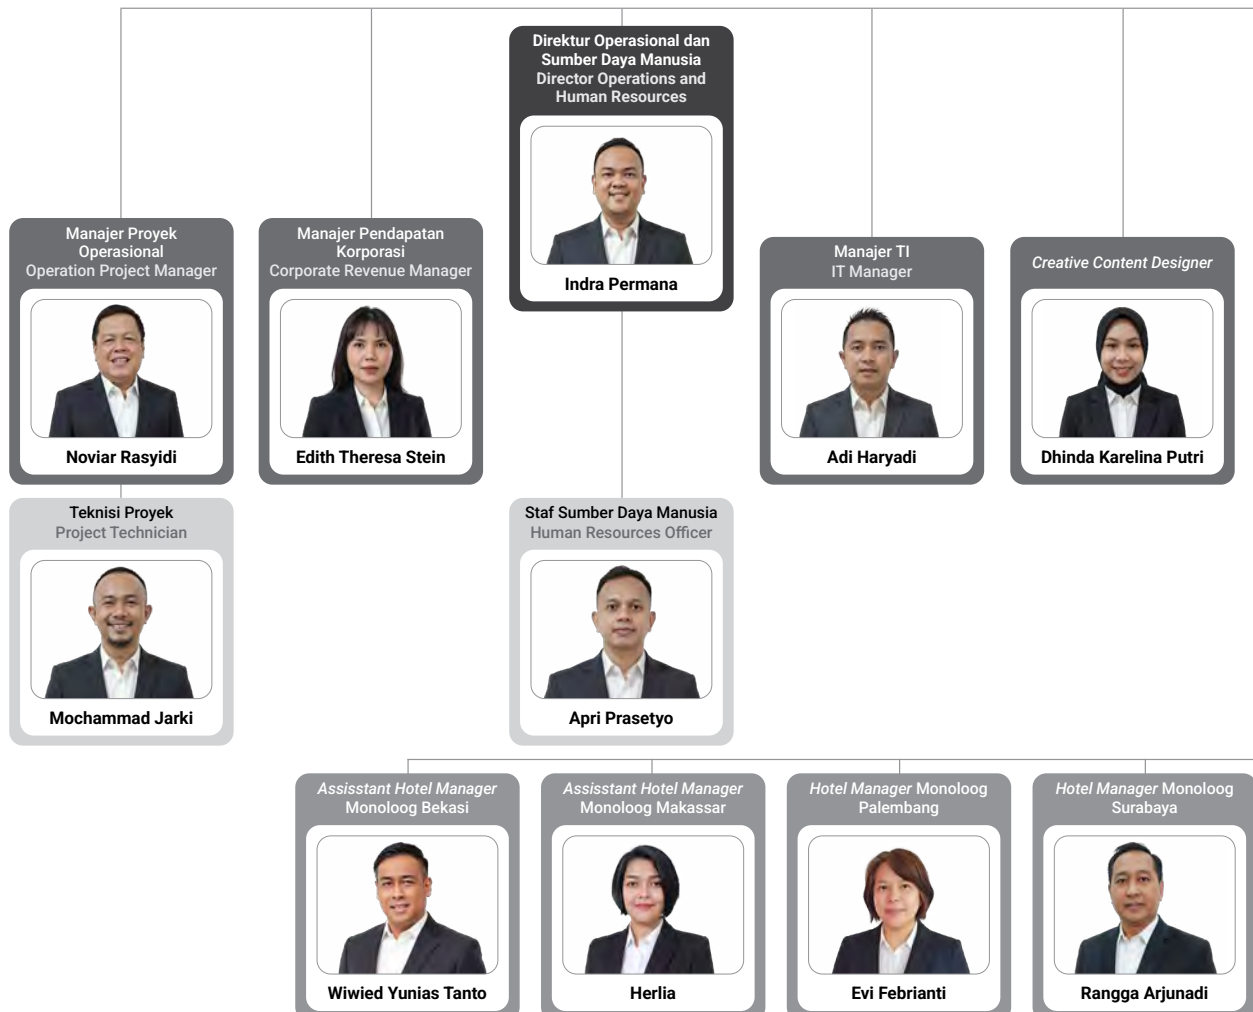 Direktur Operasional dan
Sumber Daya Manusia
Director Operations and
Human Resources
Indra Permana
Manajer Proyek
Operasional
Operation Project Manager
Noviar Rasyidi
Manajer Pendapatan
Korporasi
Corporate Revenue Manager
Edith Theresa Stein
Manajer TI
IT Manager
Adi Haryadi
Creative Content Designer
Dhinda Karelina Putri
Teknisi Proyek
Project Technician
Mochammad Jarki
Staf Sumber Daya Manusia
Human Resources Officer
Apri Prasetyo
Assisstant Hotel Manager
Monoloog Bekasi
Wiwied Yunias Tanto
Assisstant Hotel Manager
Monoloog Makassar
Herlia
Hotel Manager Monoloog
Palembang
Evi Febrianti
Hotel Manager Monoloog
Surabaya
Rangga Arjunadi